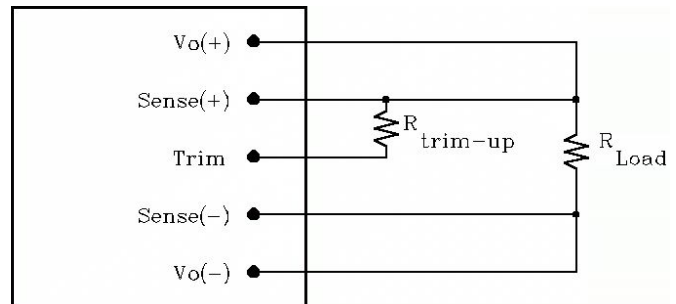 Vo(+)
Sense(+)
R
trim-up
Trim
R
Load
Sense(-)
Vo(-)